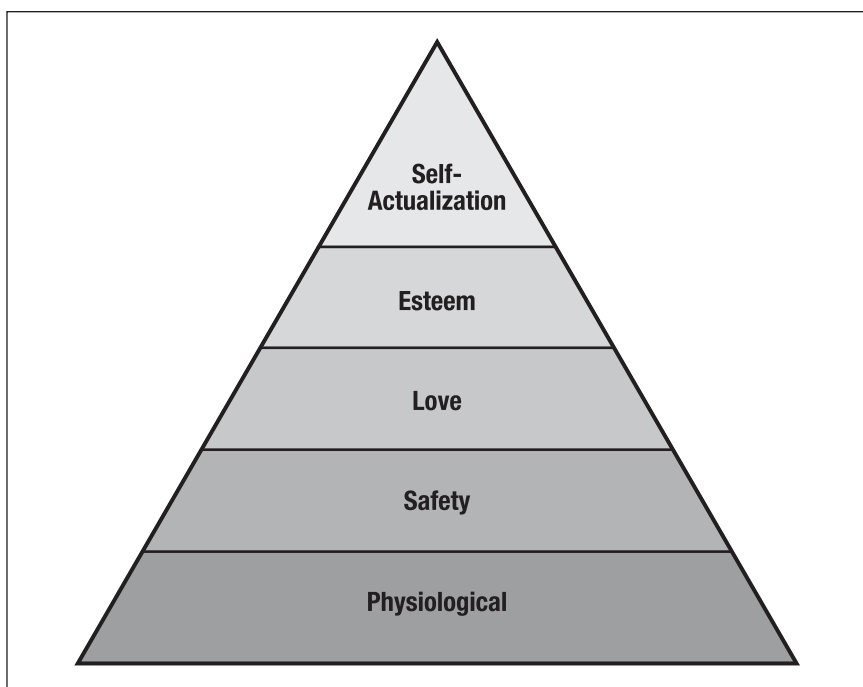 Self-
Actualization
Esteem
Love
Safety
Physiological